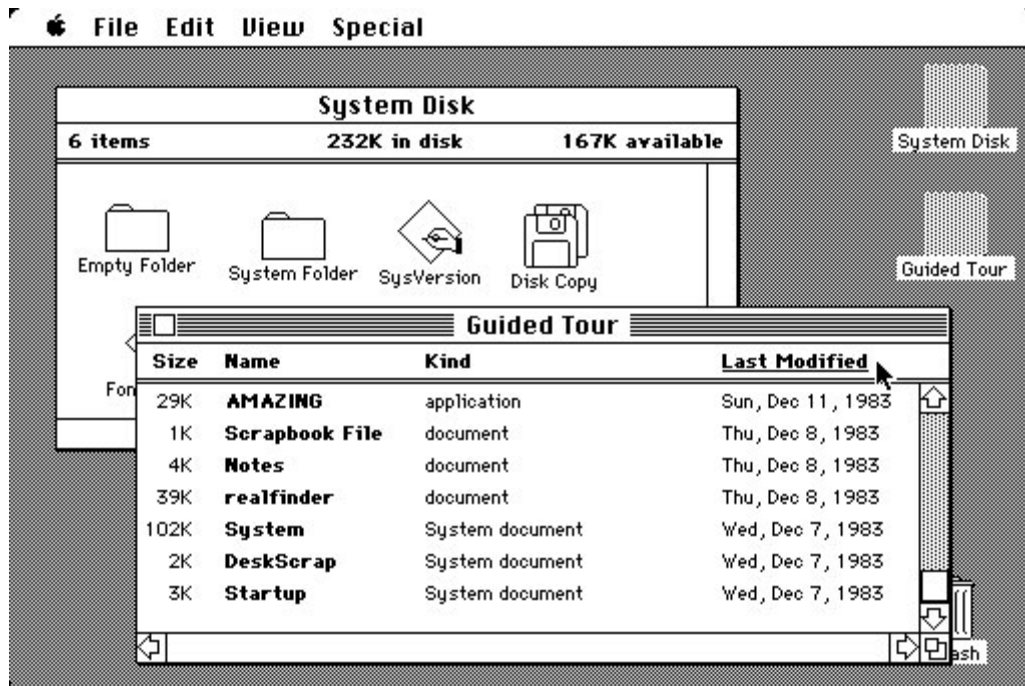 File Edit View Special
System Disk
6 items 232K in disk 167K available
System Disk
Empty Folder System Folder SysVersion Disk Copy
Guided Tour
Guided Tour
Size Name Kind Last Modified
Fon
29K AMAZING application Sun, Dec 11, 1983
1K Scrapbook File document Thu, Dec 8, 1983
4K Notes document Thu, Dec 8, 1983
39K realfinder document Thu, Dec 8, 1983
102K System System document Wed, Dec 7, 1983
2K DeskScrap System document Wed, Dec 7, 1983
3K Startup System document Wed, Dec 7, 1983
ash